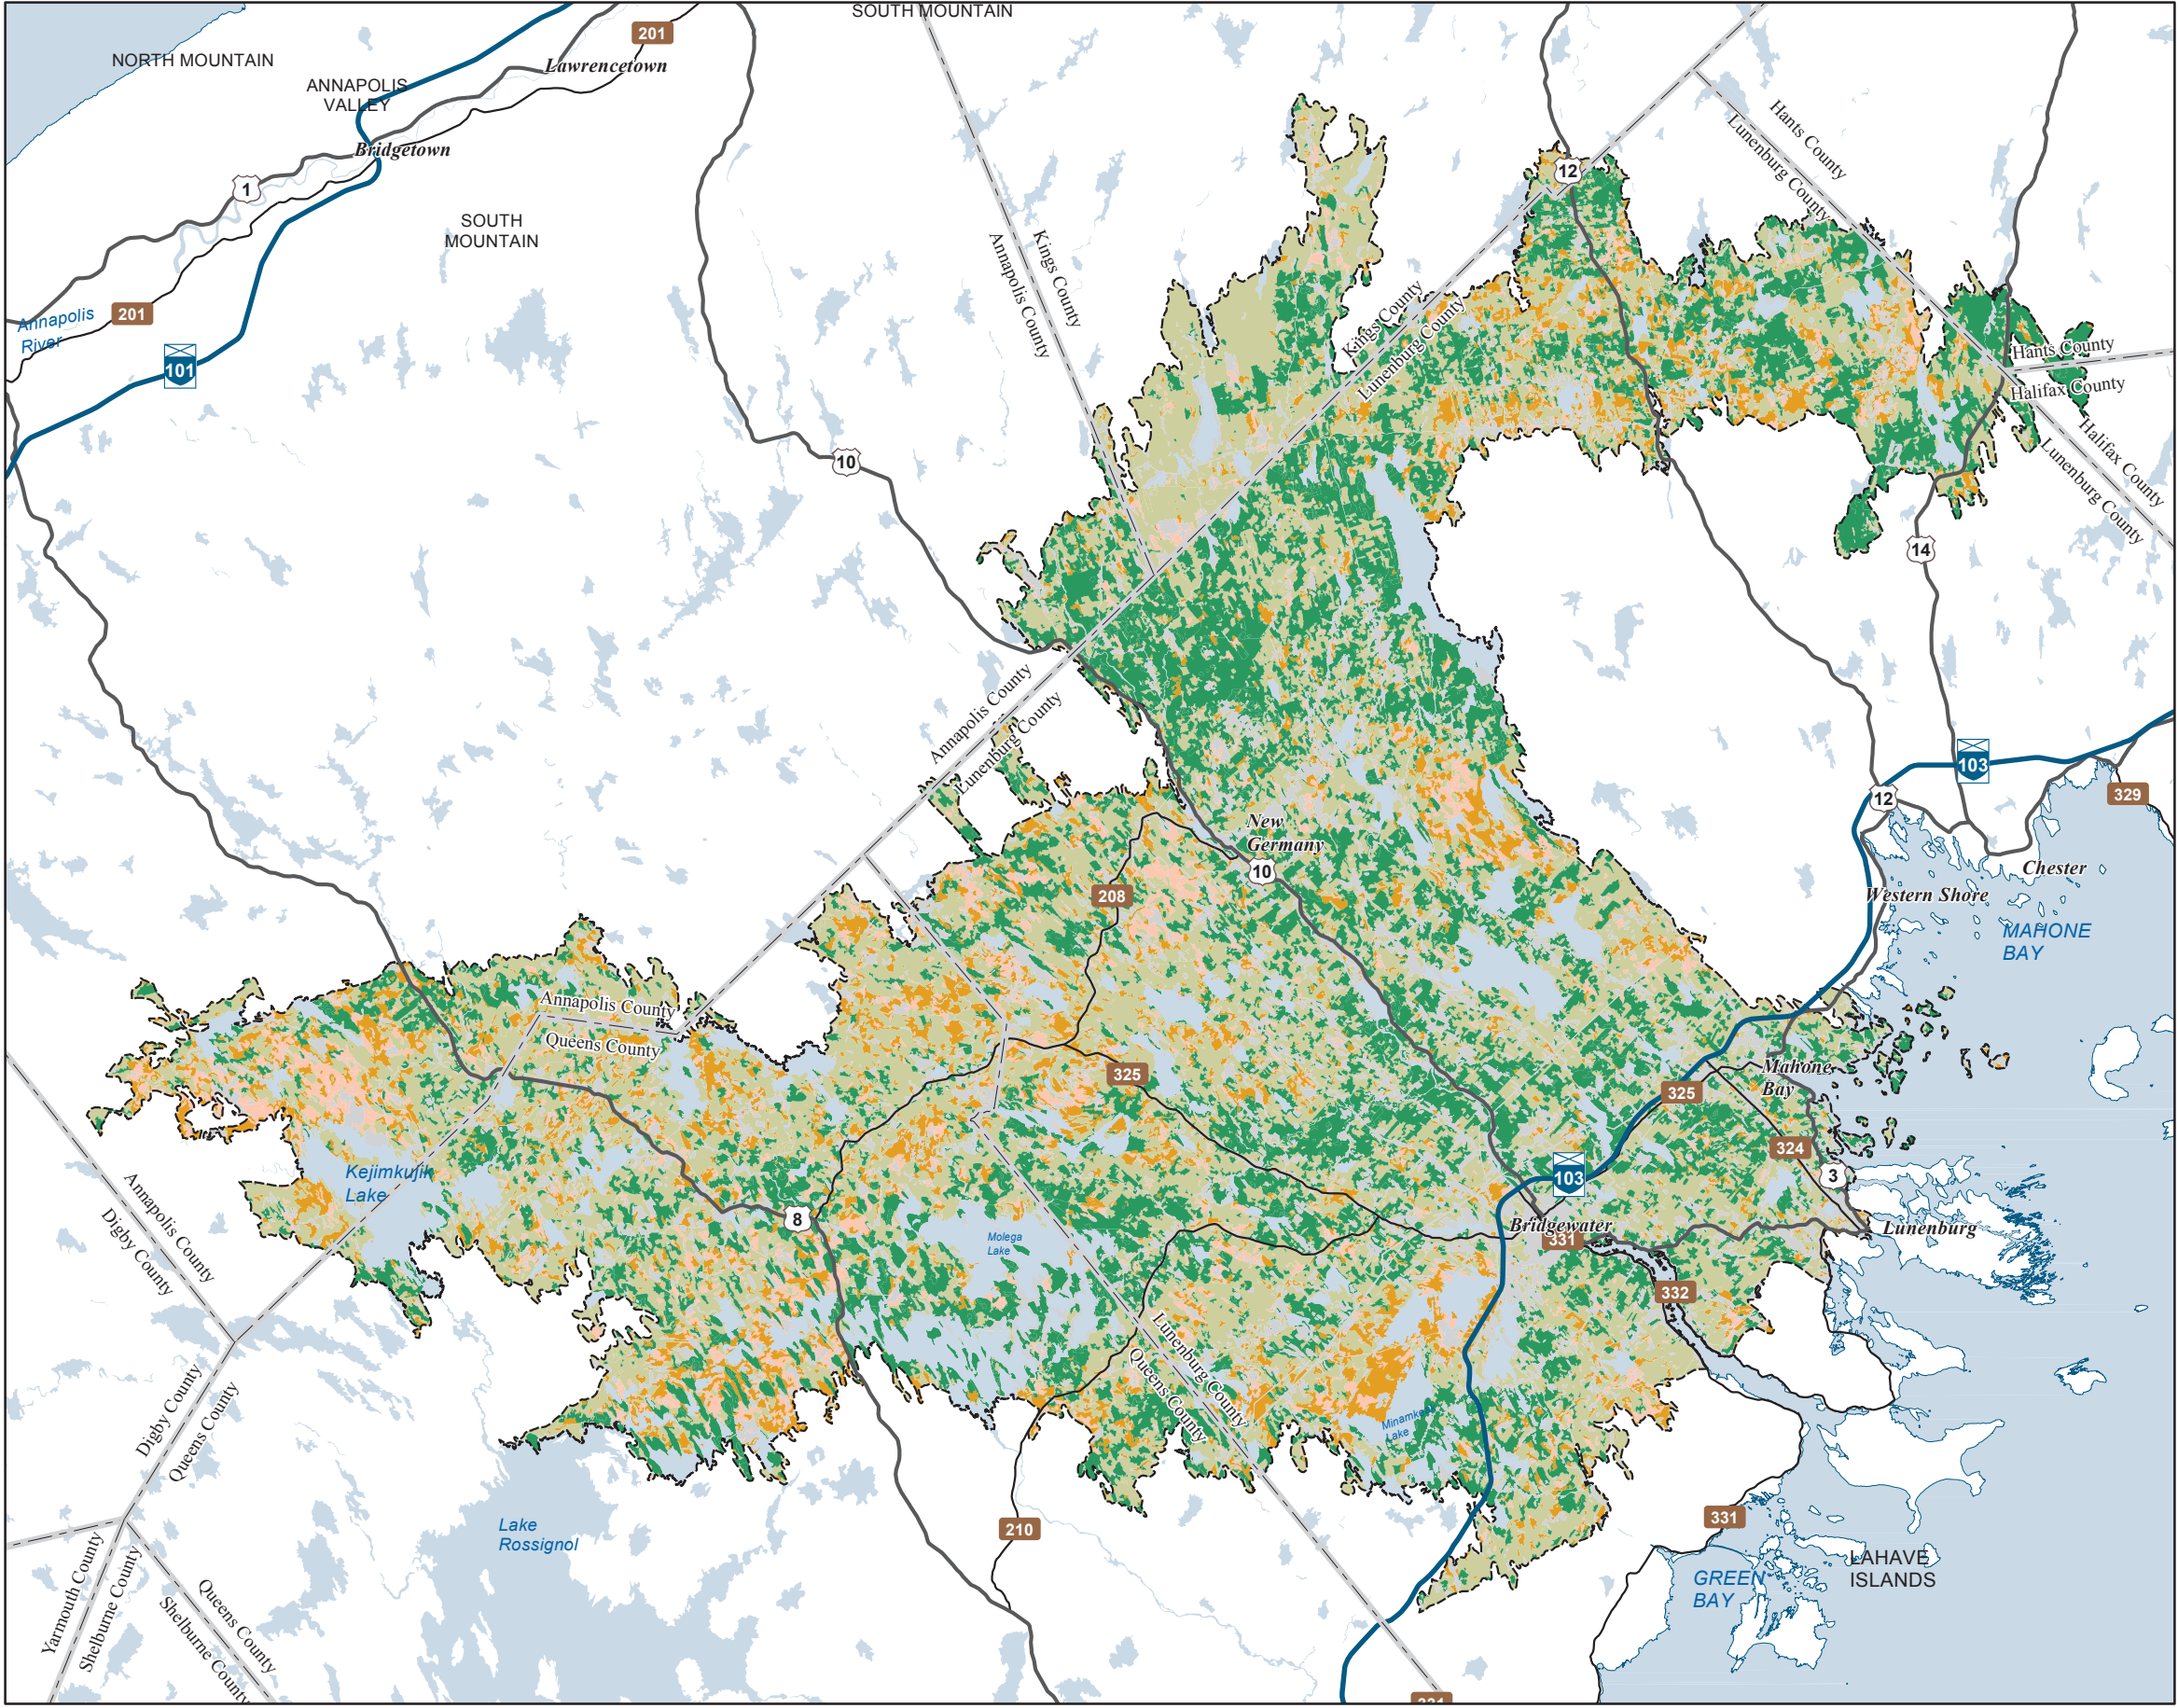 SOUTH MOUNTAIN
201
NORTH MOUNTAIN
Lawrencetown
ANNAPOLIS
VALLEY
Bridgetown
1
12
Hants County
Lunenburg County
SOUTH
MOUNTAIN
Kings County
Annapolis County
201
Annapolis
River
101
Kings County
Lunenburg County
Hants County
Halifax County
Halifax County
Lunenburg County
10
14
Annapolis County
Lunenburg County
103
12
329
New
Germany
10
208
Chester
Western Shore
MAHONE
BAY
Annapolis County
Queens County
325
Mahone
Bay
325
324
3
Kejimkujik
Lake
103
Annapolis County
Digby County
8
Molega
Lake
Bridgewater
331
Lunenburg
332
Lunenburg County
Queens County
Digby County
Queens County
Lake
210
331
Lake
Rossignol
Yarmouth County
Shelburne County
Queens County
Shelburne County
GREEN
BAY
LAHAVE
ISLANDS